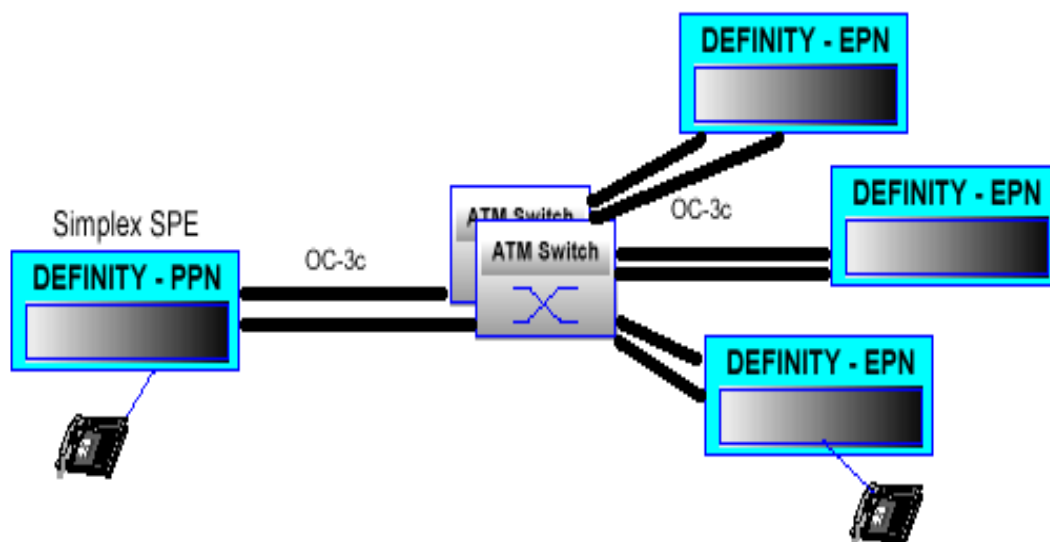 DEFINITY - EPN
DEFINITY - EPN
OC-3c
ATM Switch
ATM Switch
Simplex SPE
OC-3c
DEFINITY - PPN
DEFINITY - EPN